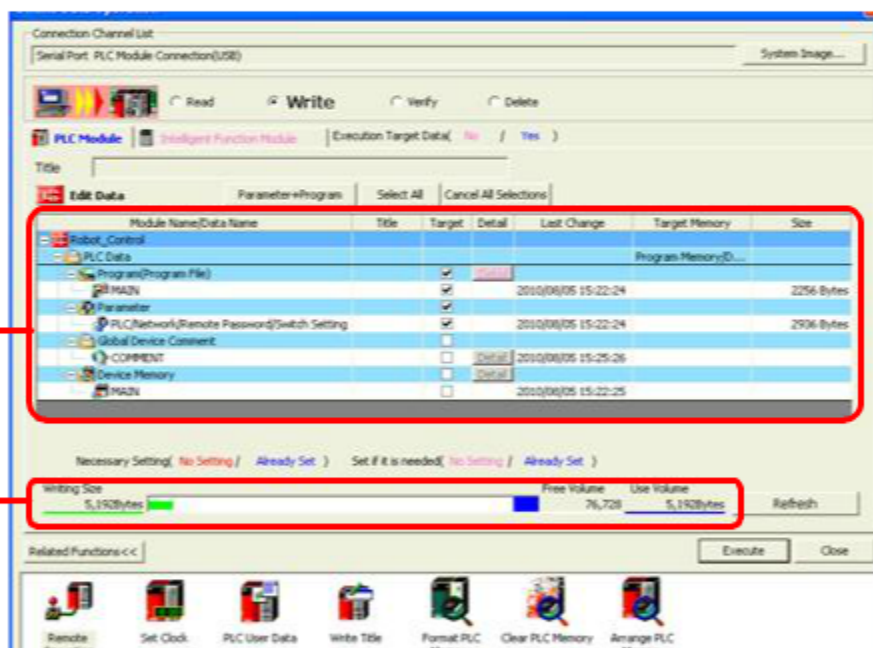 Connection Channel List
Serial Port PLC Module Connection(USB) System Image...
Read Write Verify Delete
PLC Module Intelligent Function Module Execution Target Data( No / Yes )
Title
Edit Data Parameter+Program Select All Cancel All Selections
Module Name/Data Name Title Target Detail Last Change Target Memory Size
Robot_Control
PLC Data Program Memory/D...
Program(Program File) Detail
MAIN 2010/08/05 15:22:24 2256 Bytes
Parameter
PLC/Network/Remote Password/Switch Setting 2010/08/05 15:22:24 2936 Bytes
Global Device Comment
COMMENT Detail 2010/08/05 15:25:26
Device Memory Detail
MAIN 2010/08/05 15:22:25
Necessary Setting( No Setting / Already Set ) Set if it is needed( No Setting / Already Set )
Writing Size Free Volume Use Volume
5,192Bytes 76,728 5,192Bytes Refresh
Related Functions<< Execute Close
Remote Set Clock PLC User Data Write Title Format PLC Clear PLC Memory Arrange PLC